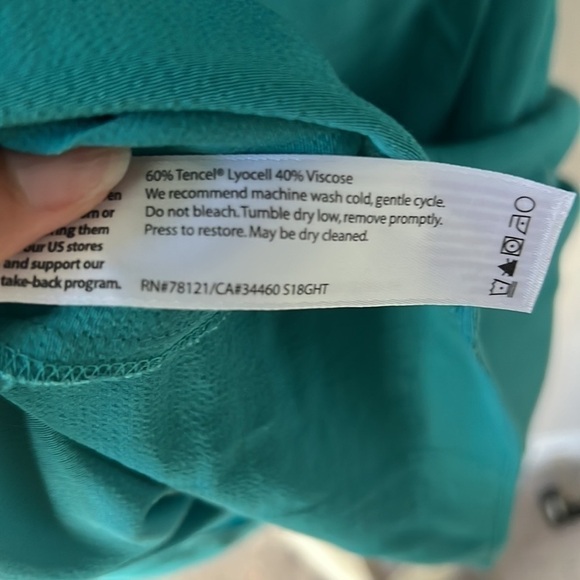 60% Tencel® Lyocell 40% Viscose
We recommend machine wash cold, gentle cycle.
Do not bleach. Tumble dry low, remove promptly.
Press to restore. May be dry cleaned.
RN#78121/CA#34460 S18GHT
or
them
our US stores
and support our
take-back program.